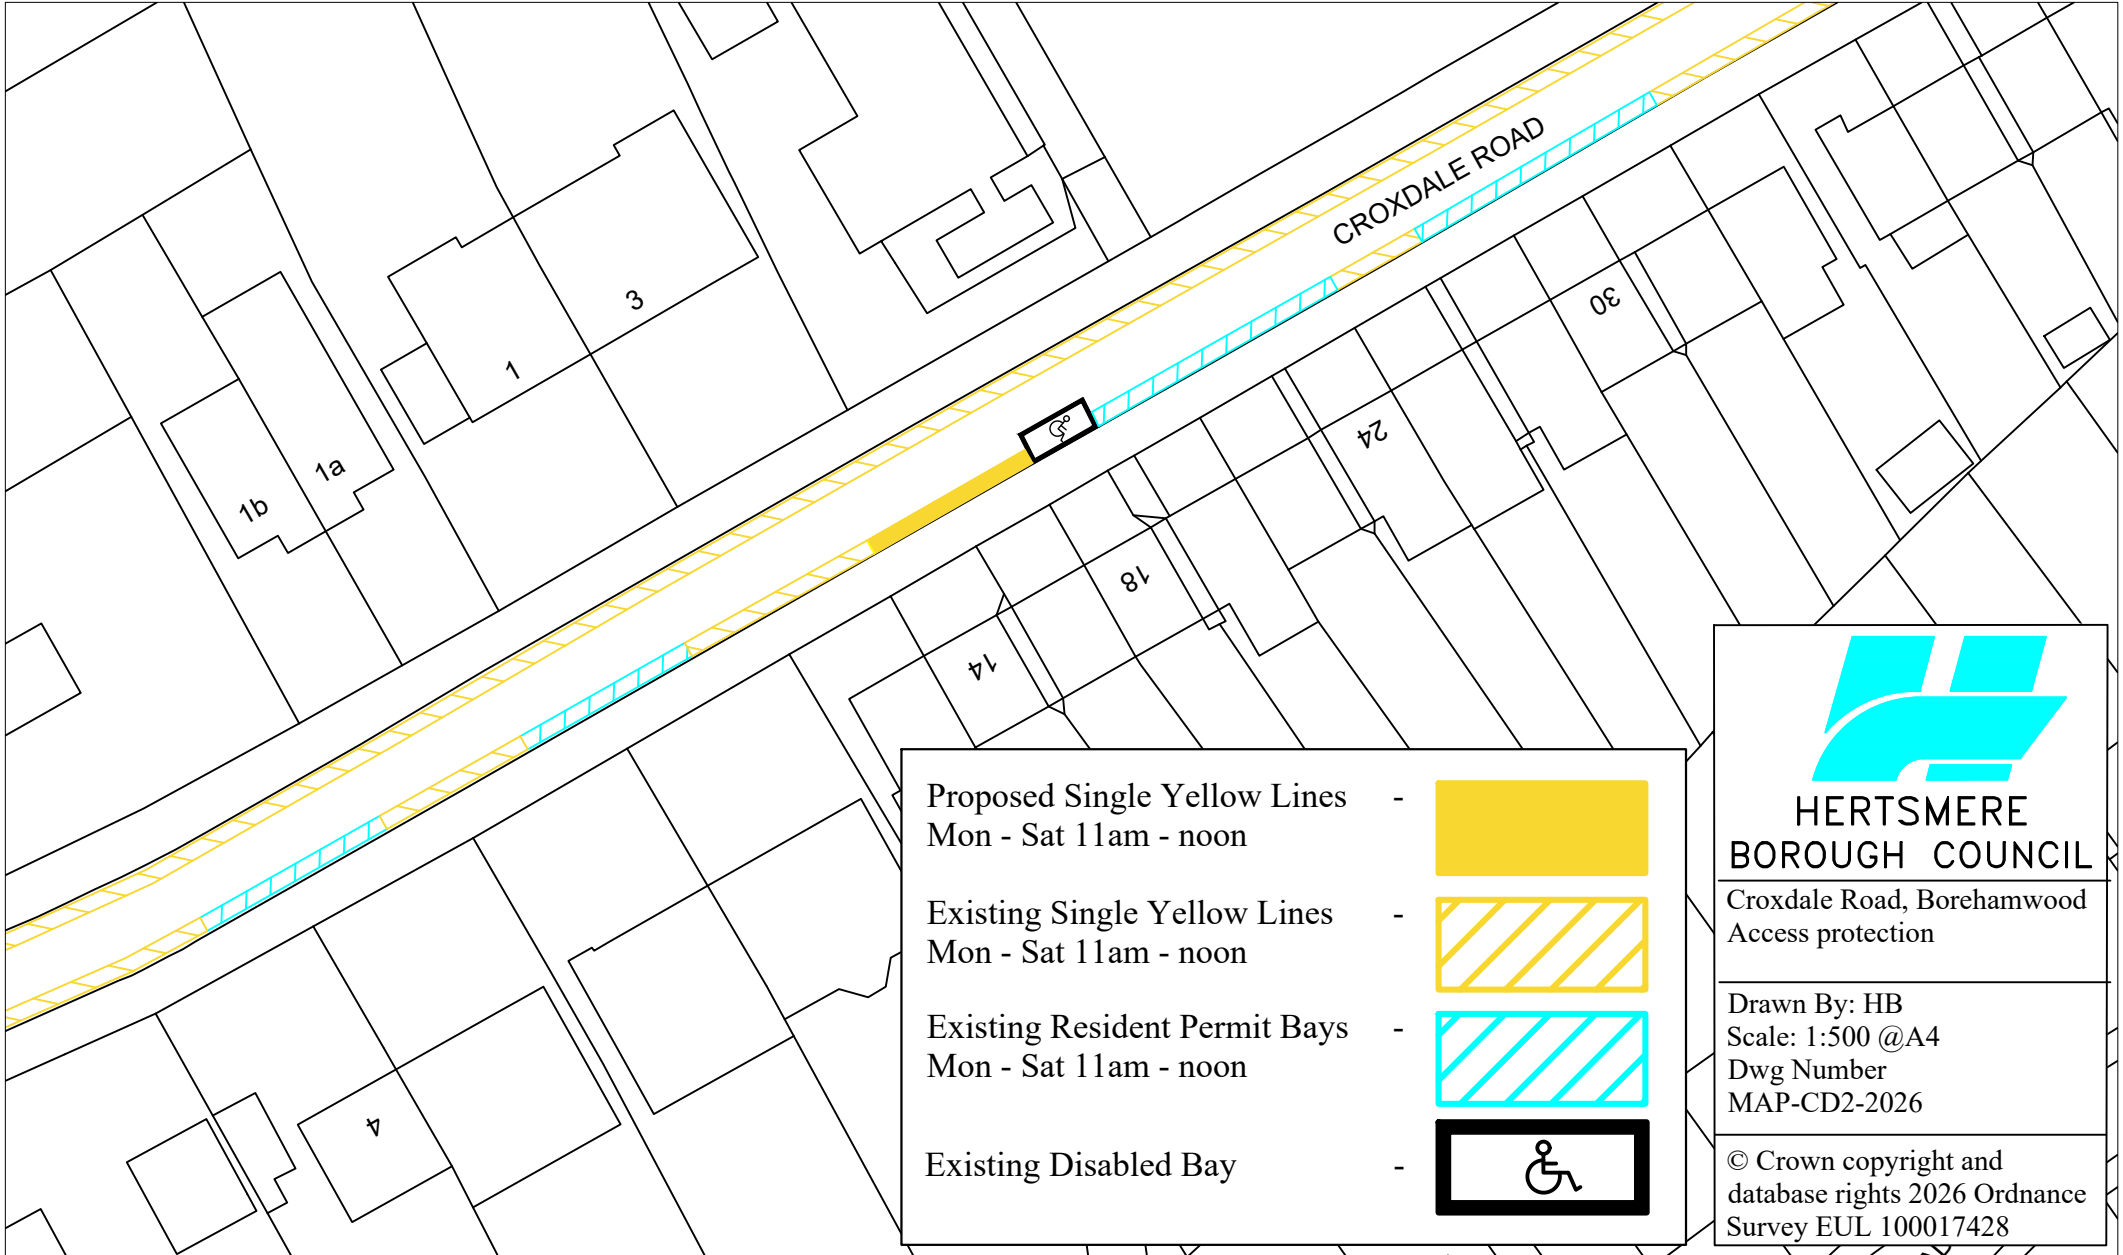 CROXDALE ROAD
3
1
1a
1b
30
24
18
14
4
Proposed Single Yellow Lines -
Mon - Sat 11am - noon
Existing Single Yellow Lines -
Mon - Sat 11am - noon
Existing Resident Permit Bays -
Mon - Sat 11am - noon
Existing Disabled Bay -
HERTSMERE
BOROUGH COUNCIL
Croxdale Road, Borehamwood
Access protection
Drawn By: HB
Scale: 1:500 @A4
Dwg Number
MAP-CD2-2026
© Crown copyright and
database rights 2026 Ordnance
Survey EUL 100017428